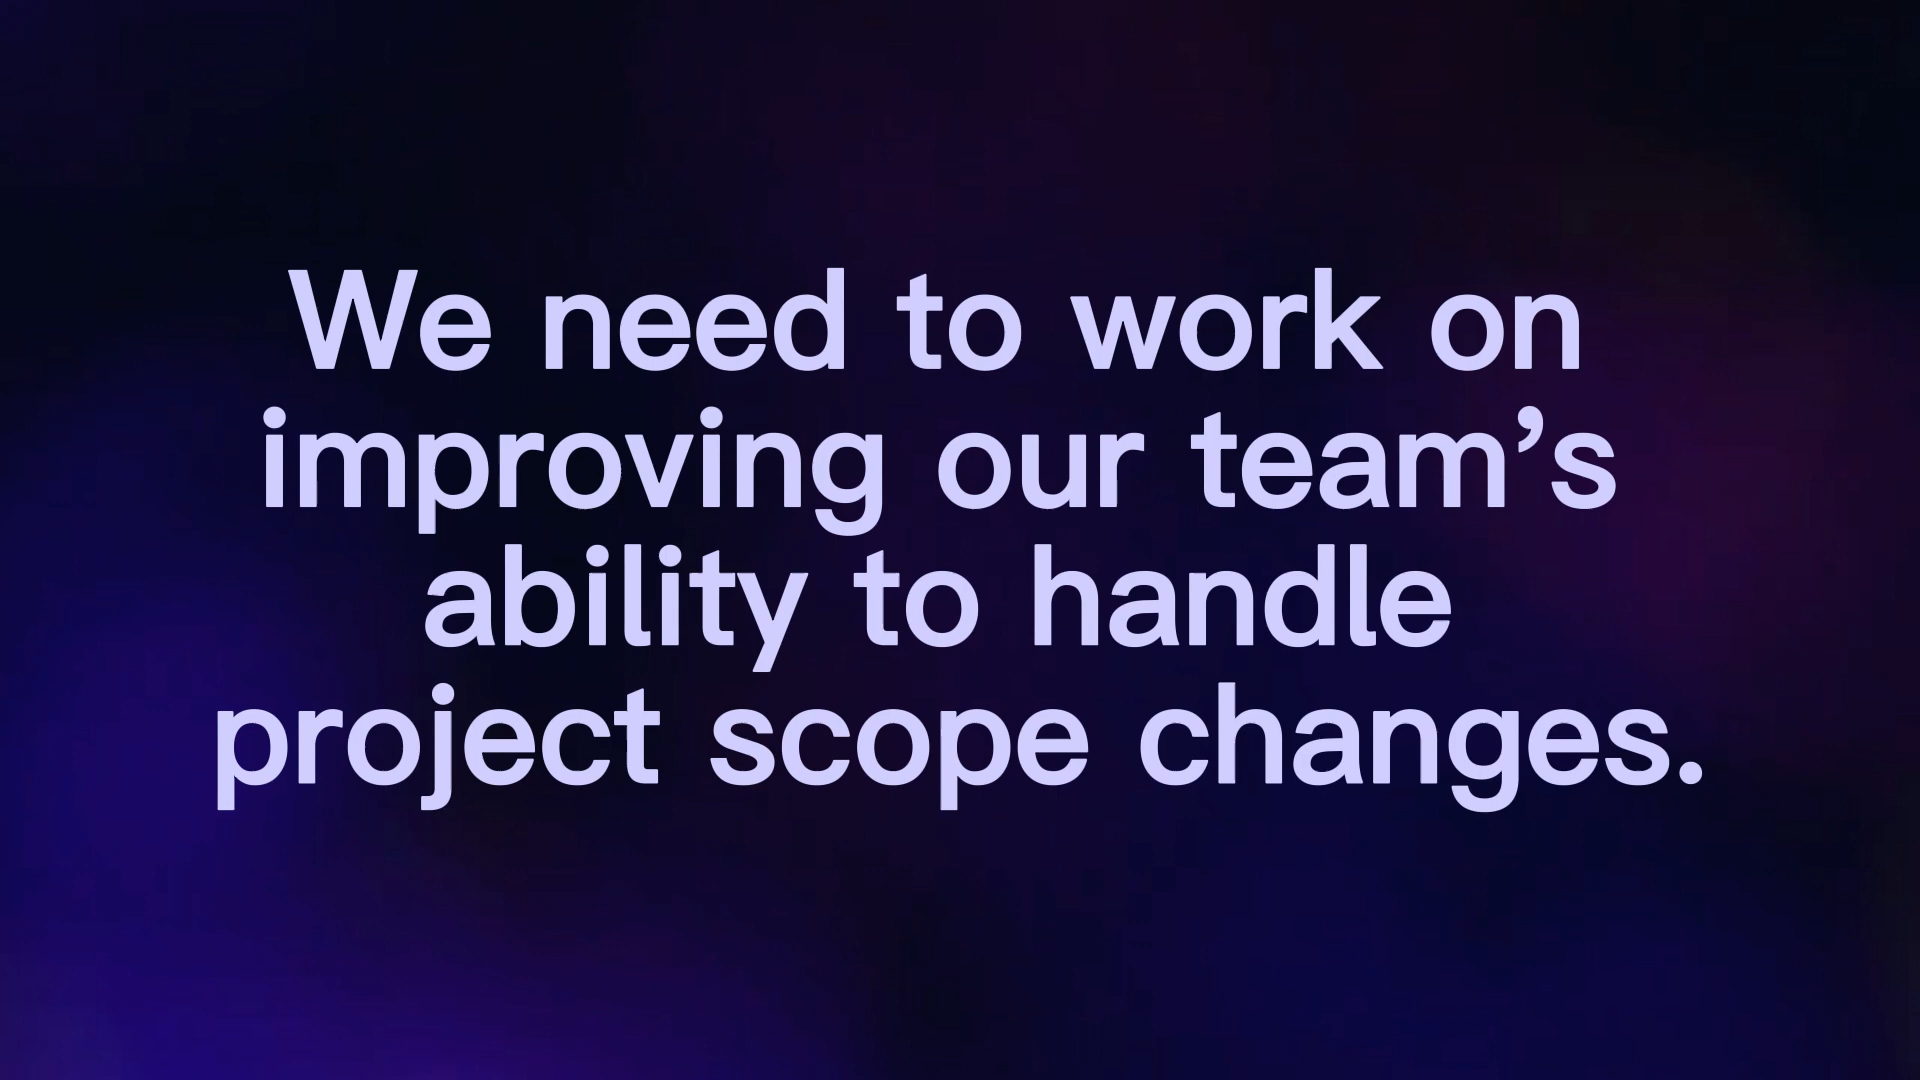 We need to work on
improving our team’s
ability to handle
project scope changes.